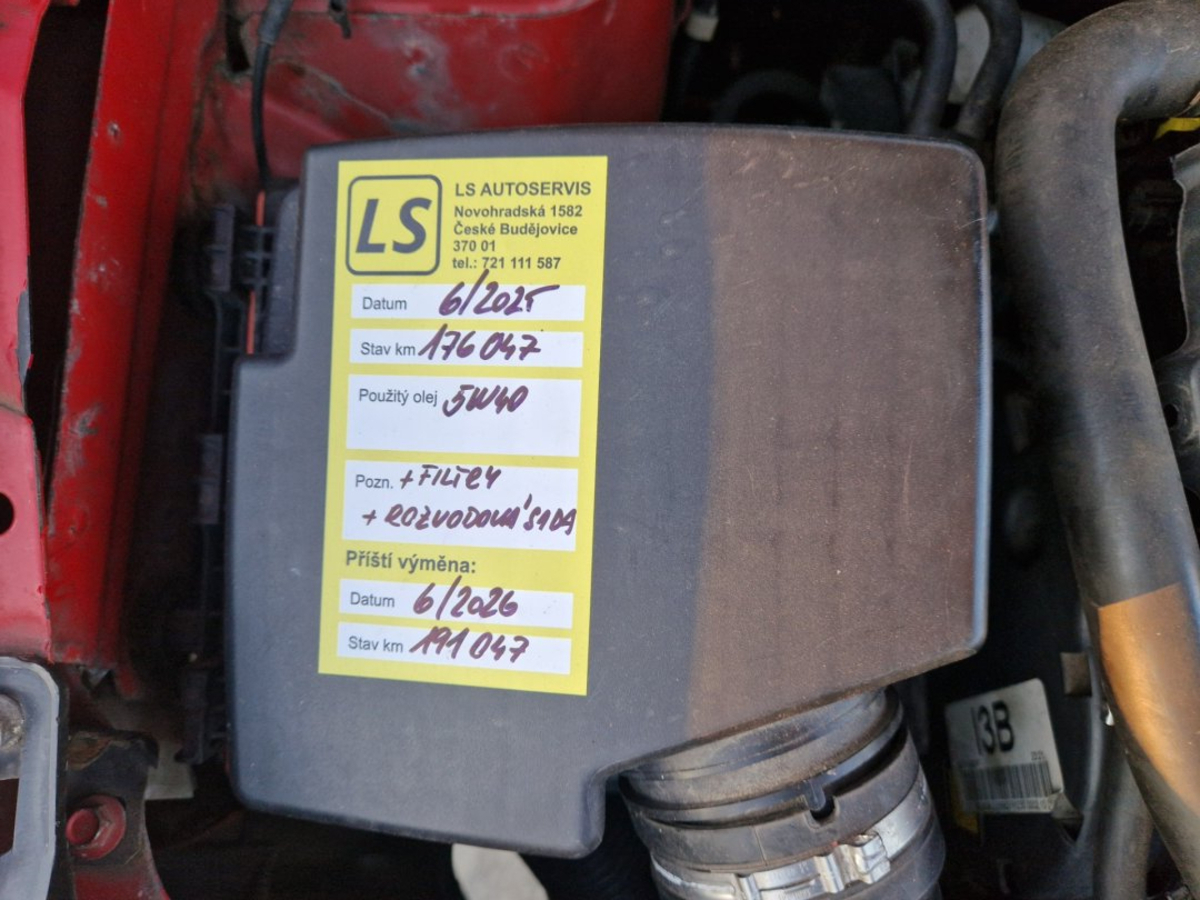 LS
LS AUTOSERVIS
Novohradská 1582
České Budějovice
370 01
tel.: 721 111 587
Datum 6/2025
Stav km 176 047
Použitý olej 5W40
Pozn. + FILTRY
+ ROZVODOVÁ SADA
Příští výměna:
Datum 6/2026
Stav km 191 047
13B